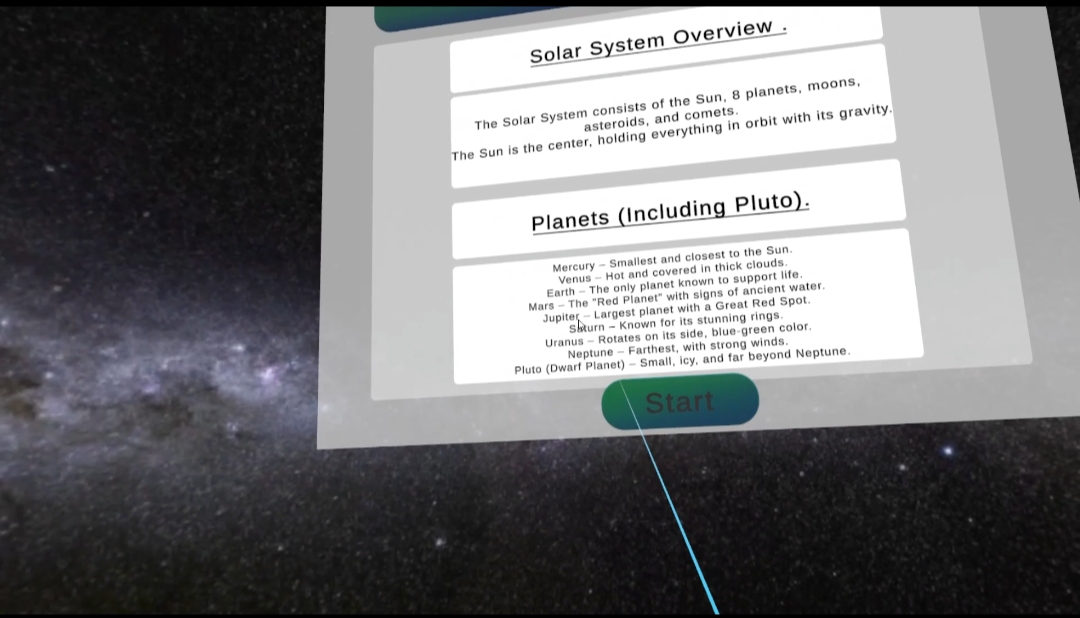 Solar System Overview .
The Solar System consists of the Sun, 8 planets, moons,
asteroids, and comets.
The Sun is the center, holding everything in orbit with its gravity.
Planets (Including Pluto).
Mercury – Smallest and closest to the Sun.
Venus – Hot and covered in thick clouds.
Earth – The only planet known to support life.
Mars – The "Red Planet" with signs of ancient water.
Jupiter – Largest planet with a Great Red Spot.
Saturn – Known for its stunning rings.
Uranus – Rotates on its side, blue-green color.
Neptune – Farthest, with strong winds.
Pluto (Dwarf Planet) – Small, icy, and far beyond Neptune.
Start